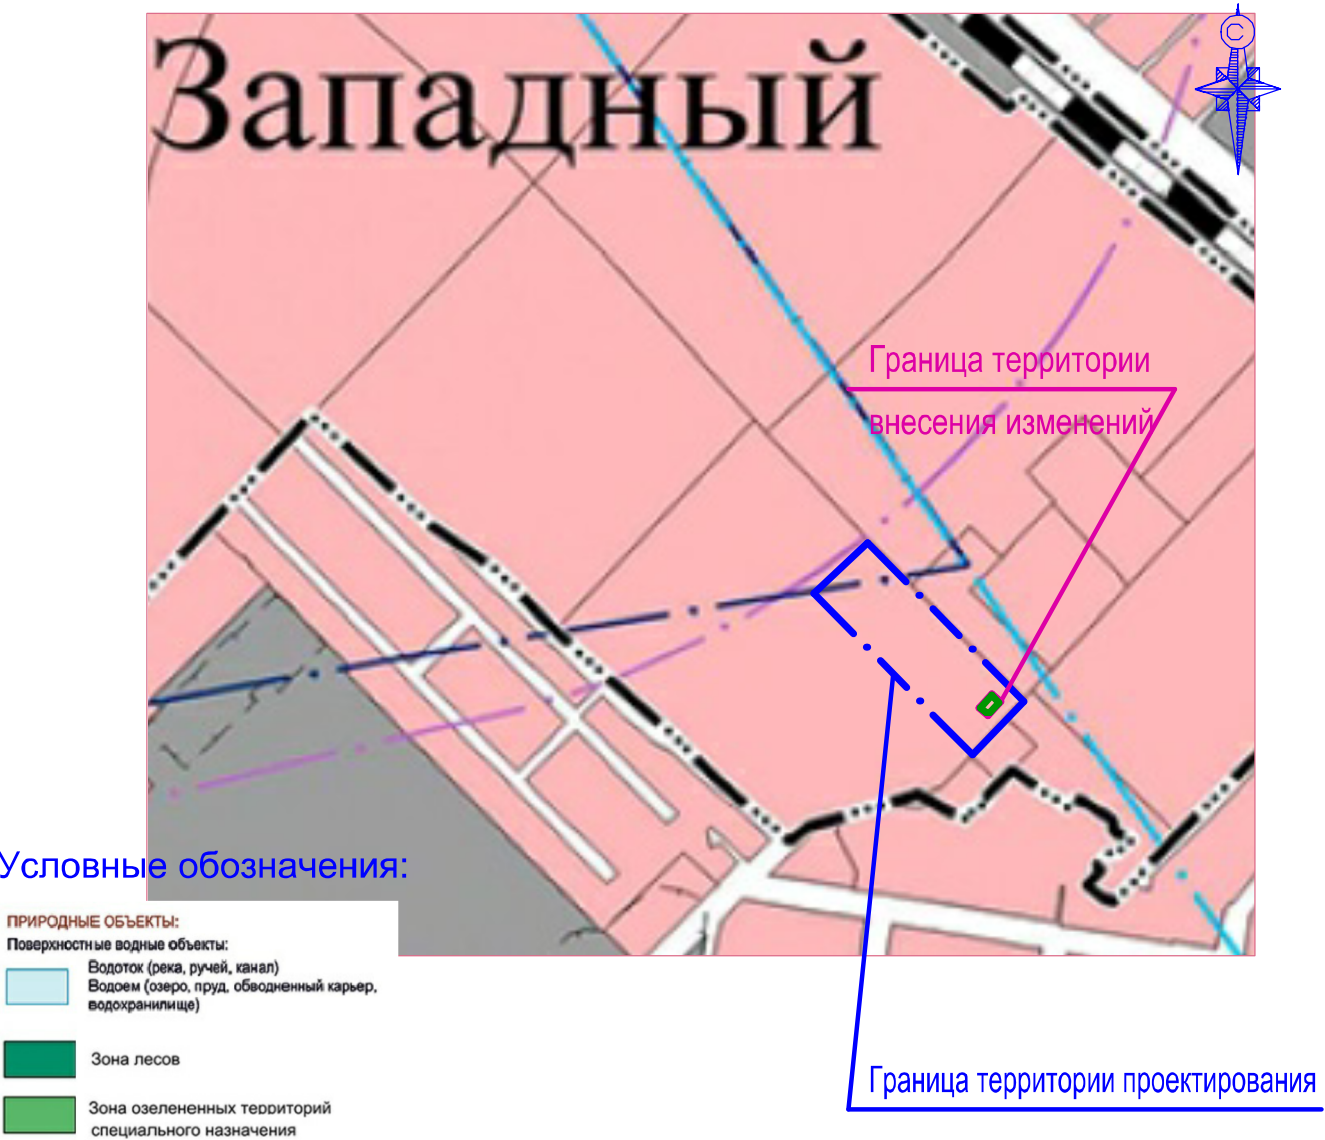 Западный
С
Граница территории
внесения изменений
Условные обозначения:
ПРИРОДНЫЕ ОБЪЕКТЫ:
Поверхностные водные объекты:
Водоток (река, ручей, канал)
Водоем (озеро, пруд, обводненный карьер,
водохранилище)
Зона лесов
Зона озелененных территорий
специального назначения
Граница территории проектирования